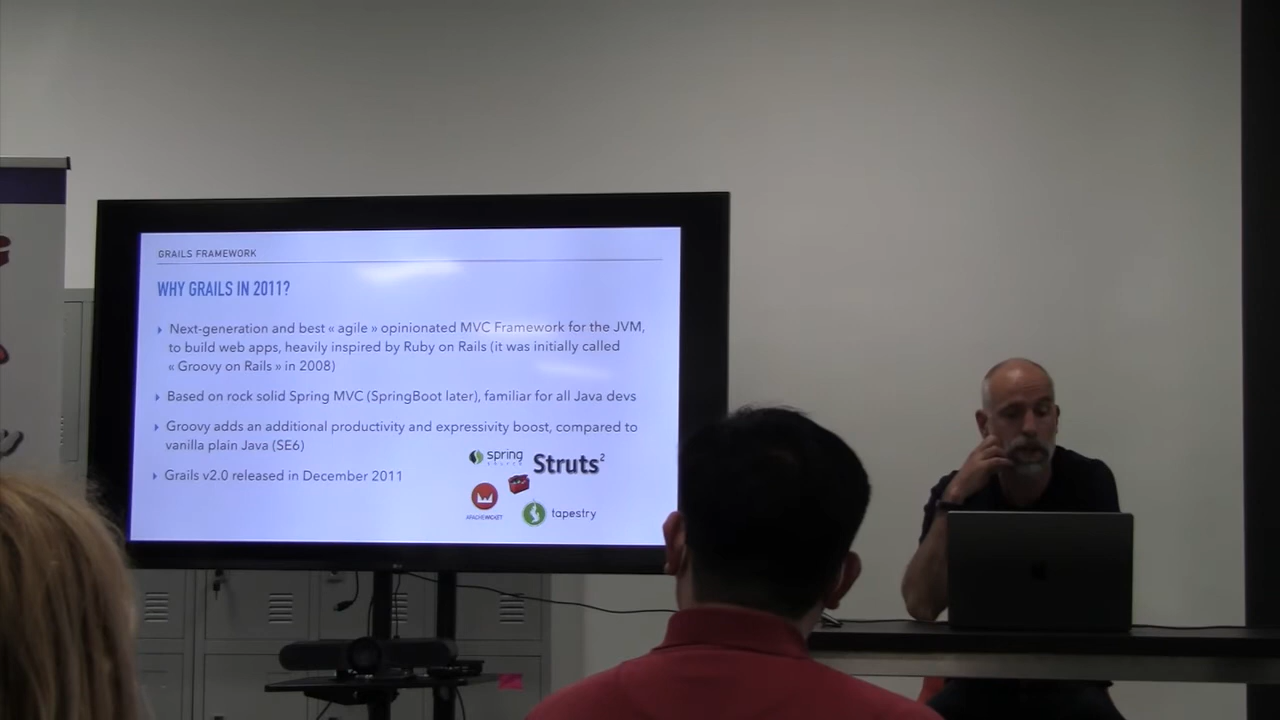 GRAILS FRAMEWORK
WHY GRAILS IN 2011?
Next-generation and best « agile » opinionated MVC Framework for the JVM,
to build web apps, heavily inspired by Ruby on Rails (it was initially called
« Groovy on Rails » in 2008)
Based on rock solid Spring MVC (SpringBoot later), familiar for all Java devs
Groovy adds an additional productivity and expressivity boost, compared to
vanilla plain Java (SE6)
Grails v2.0 released in December 2011
spring
Struts²
APACHE WICKET
tapestry